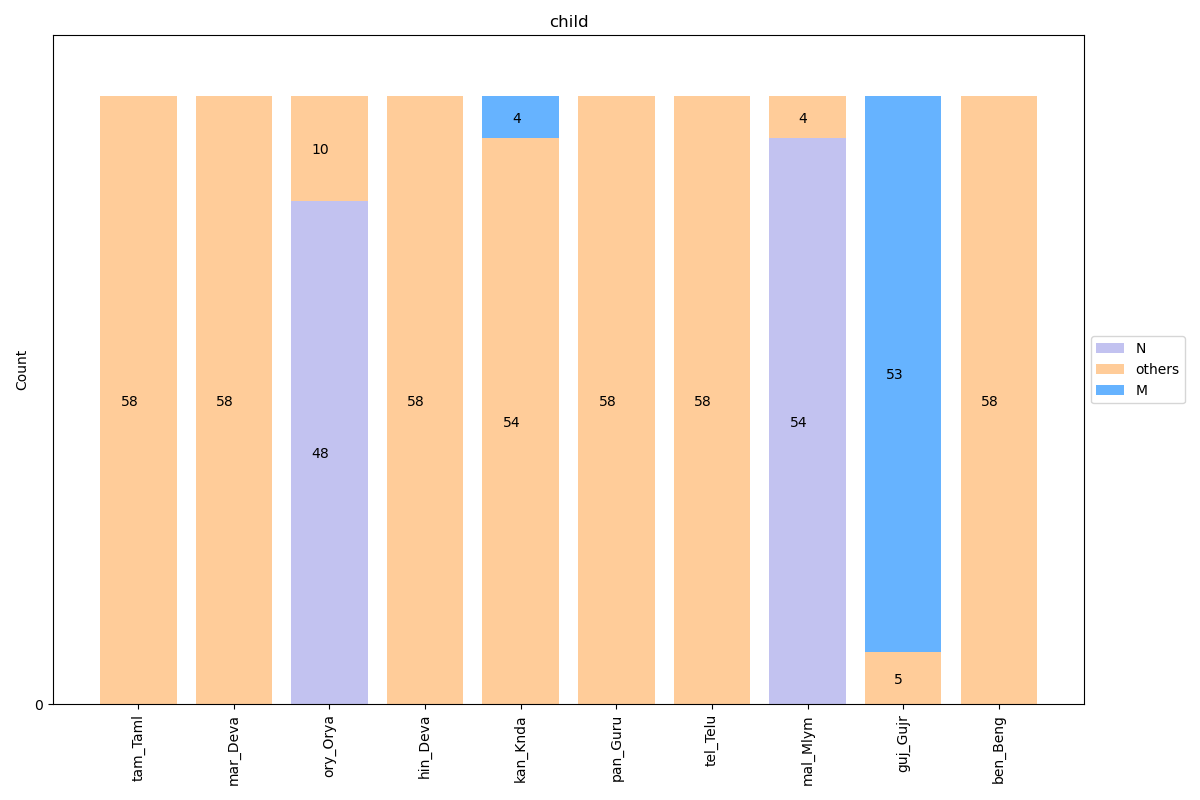 child
Count
0
58
58
10
48
58
4
54
58
58
4
54
53
5
58
tam_Taml
mar_Deva
ory_Orya
hin_Deva
kan_Knda
pan_Guru
tel_Telu
mal_Mlym
guj_Gujr
ben_Beng
N
others
M